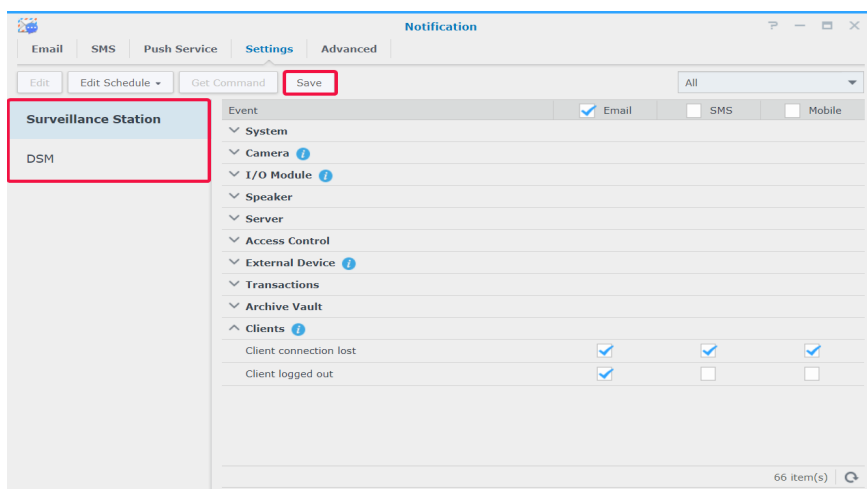 Notification
Email SMS Push Service Settings Advanced
Edit Edit Schedule Get Command Save All
Surveillance Station
DSM
Event Email SMS Mobile
System
Camera
I/O Module
Speaker
Server
Access Control
External Device
Transactions
Archive Vault
Clients
Client connection lost
Client logged out
66 item(s)